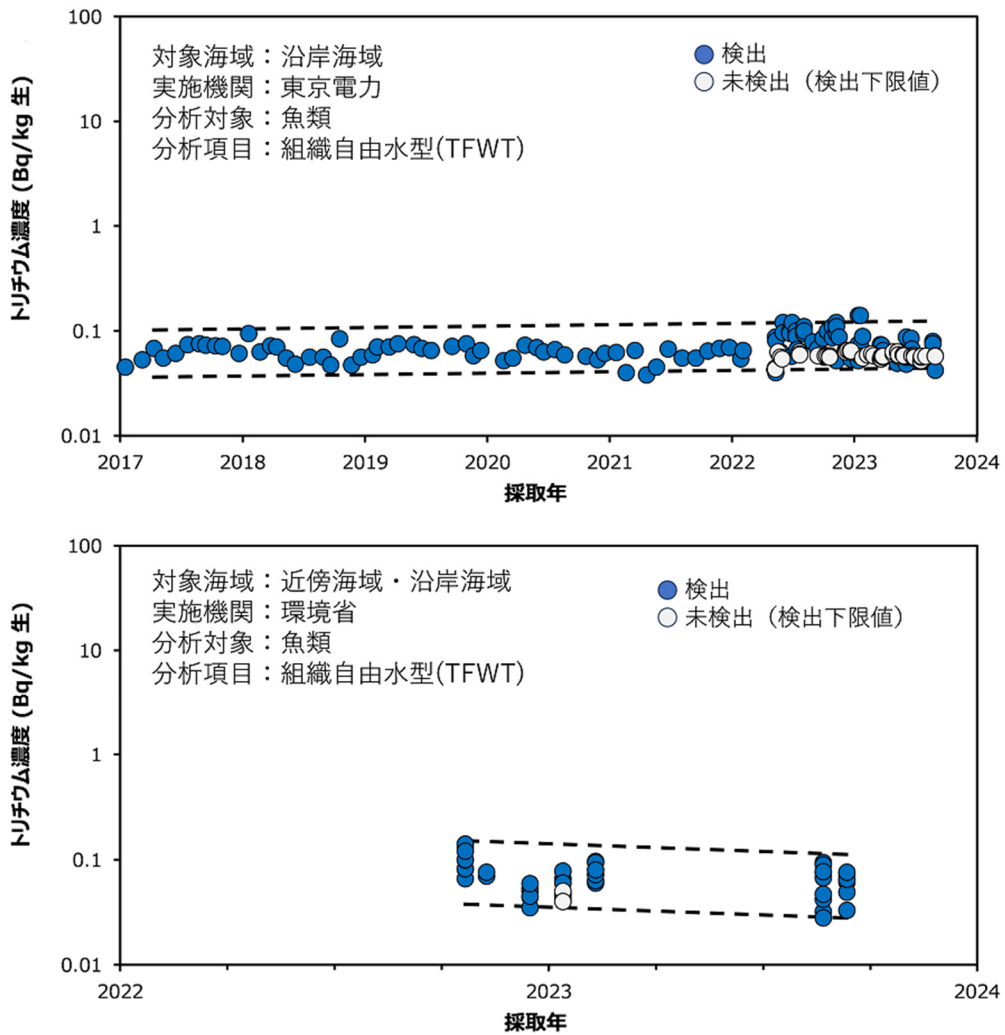 100
10
1
0.1
0.01
トリチウム濃度 (Bq/kg 生)
対象海域：沿岸海域
実施機関：東京電力
分析対象：魚類
分析項目：組織自由水型(TFWT)
検出
未検出（検出下限値）
2017 2018 2019 2020 2021 2022 2023 2024
採取年
100
10
1
0.1
0.01
トリチウム濃度 (Bq/kg 生)
対象海域：近傍海域・沿岸海域
実施機関：環境省
分析対象：魚類
分析項目：組織自由水型(TFWT)
検出
未検出（検出下限値）
2022 2023 2024
採取年